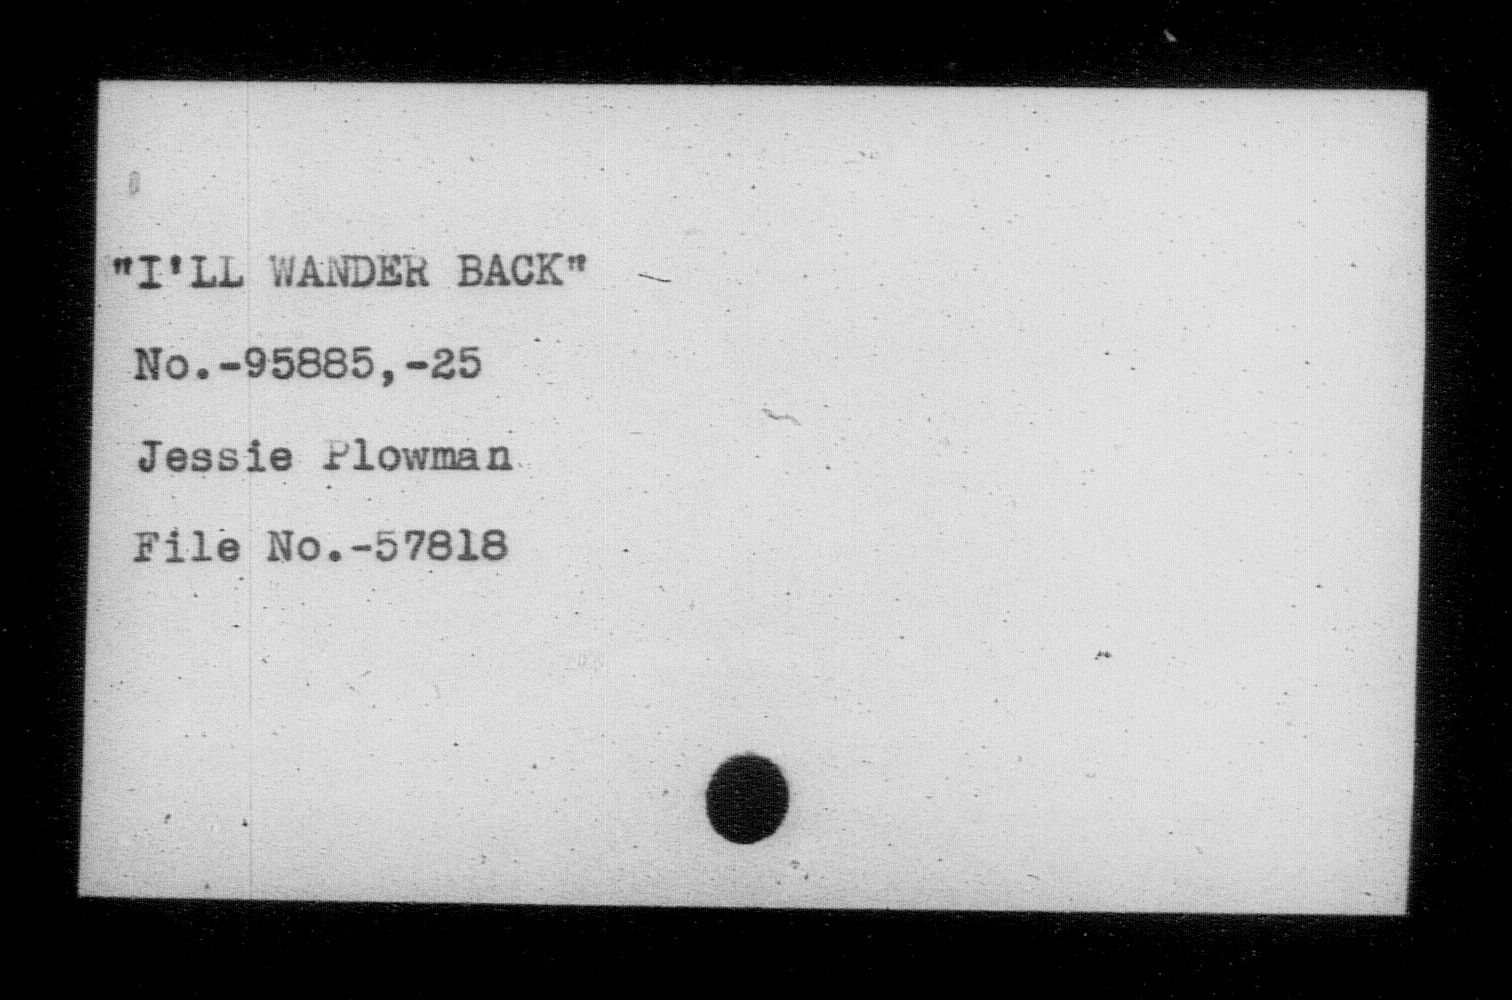 "I'LL WANDER BACK"
No.-95885,-25
Jessie Plowman
File No.-57818